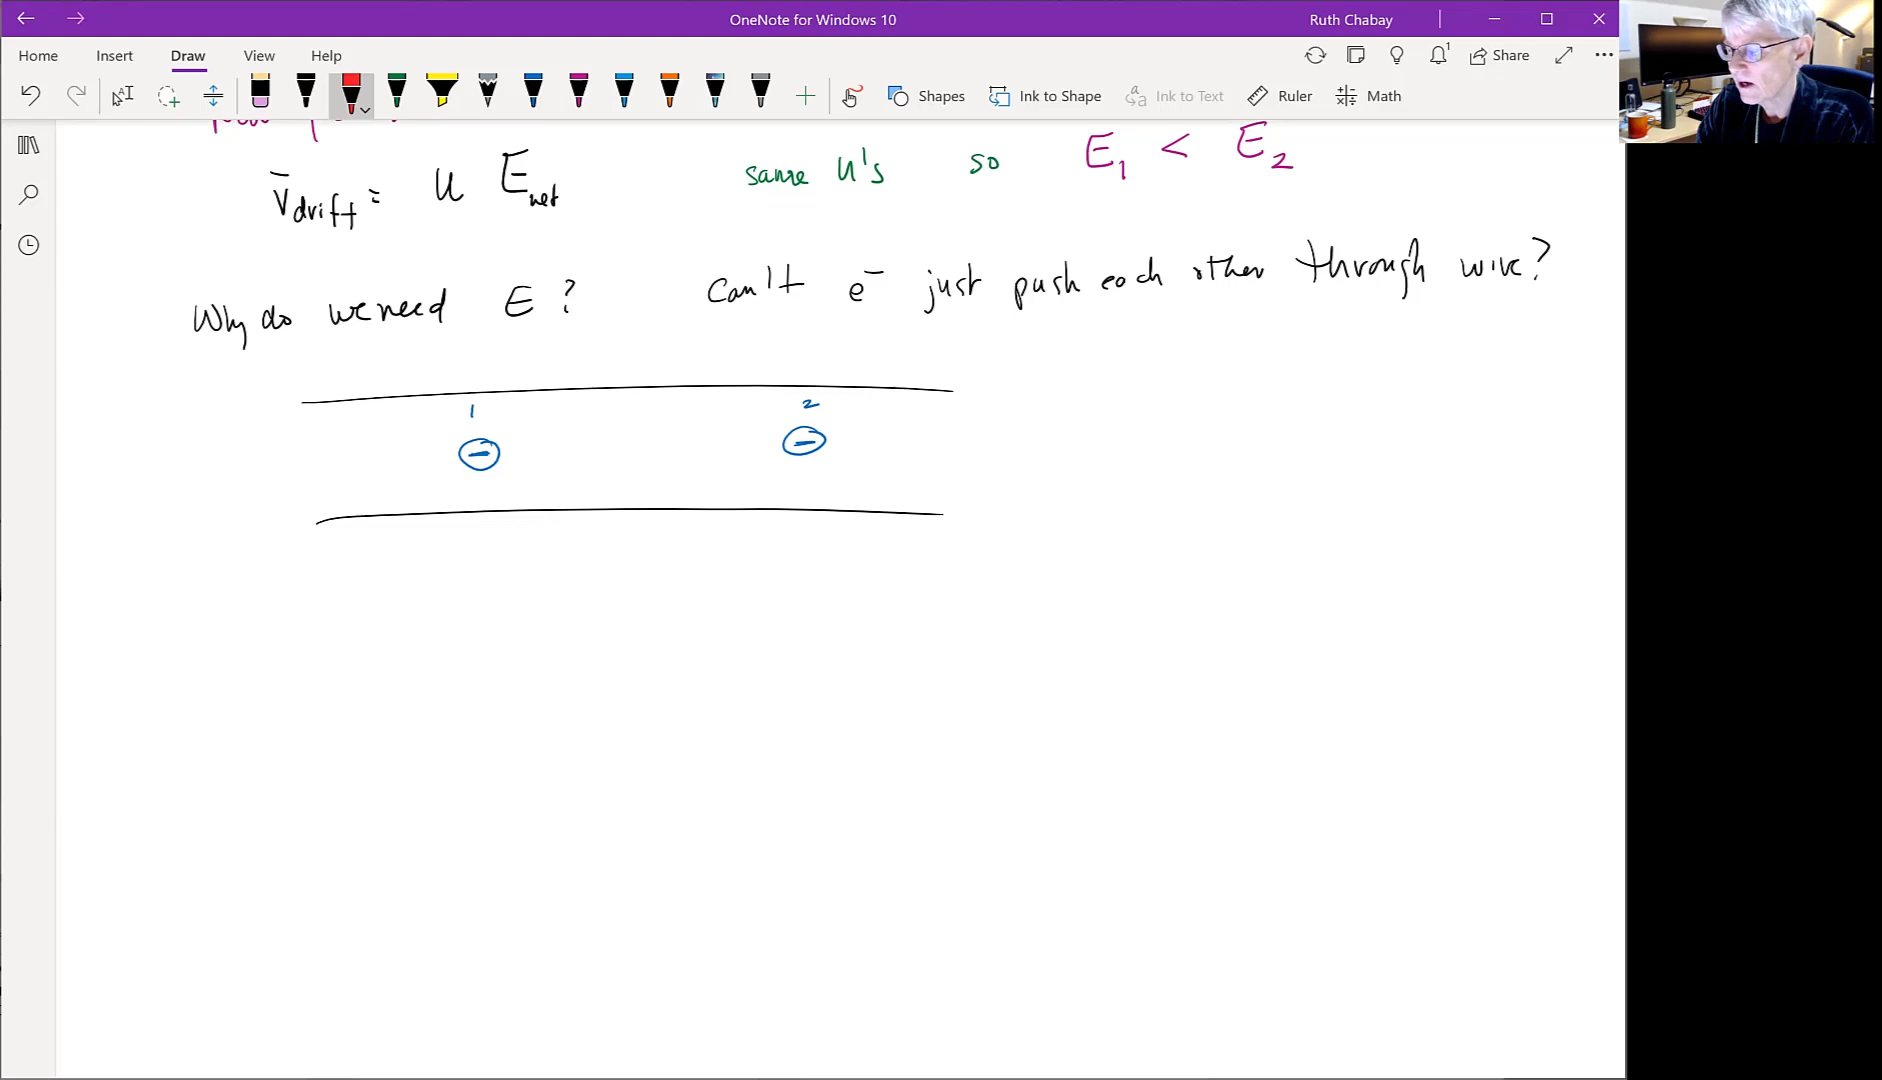 OneNote for Windows 10
Ruth Chabay
Home Insert Draw View Help
1
Share
Shapes
Ink to Shape
Ink to Text
Ruler
Math
v̄drift = u Enet
same u's so E₁ < E₂
Why do we need E? Can't e⁻ just push each other through wire?
1 2
− −